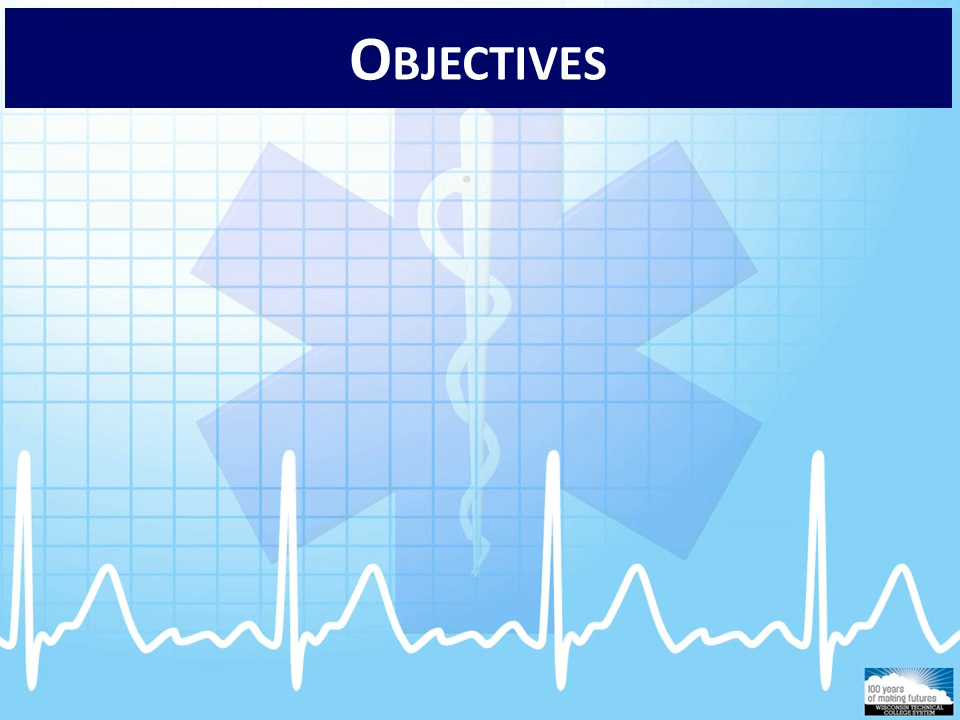 OBJECTIVES
100 years
of making futures
WISCONSIN TECHNICAL
COLLEGE SYSTEM